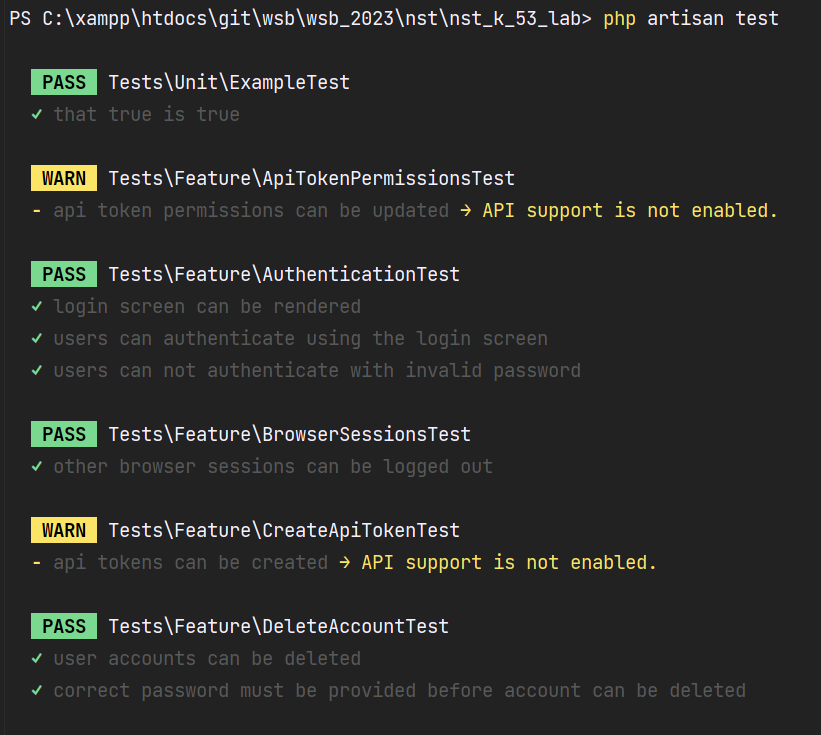 PS C:\xampp\htdocs\git\wsb\wsb_2023\nst\nst_k_53_lab> php artisan test
PASS Tests\Unit\ExampleTest
✓ that true is true
WARN Tests\Feature\ApiTokenPermissionsTest
- api token permissions can be updated → API support is not enabled.
PASS Tests\Feature\AuthenticationTest
✓ login screen can be rendered
✓ users can authenticate using the login screen
✓ users can not authenticate with invalid password
PASS Tests\Feature\BrowserSessionsTest
✓ other browser sessions can be logged out
WARN Tests\Feature\CreateApiTokenTest
- api tokens can be created → API support is not enabled.
PASS Tests\Feature\DeleteAccountTest
✓ user accounts can be deleted
✓ correct password must be provided before account can be deleted